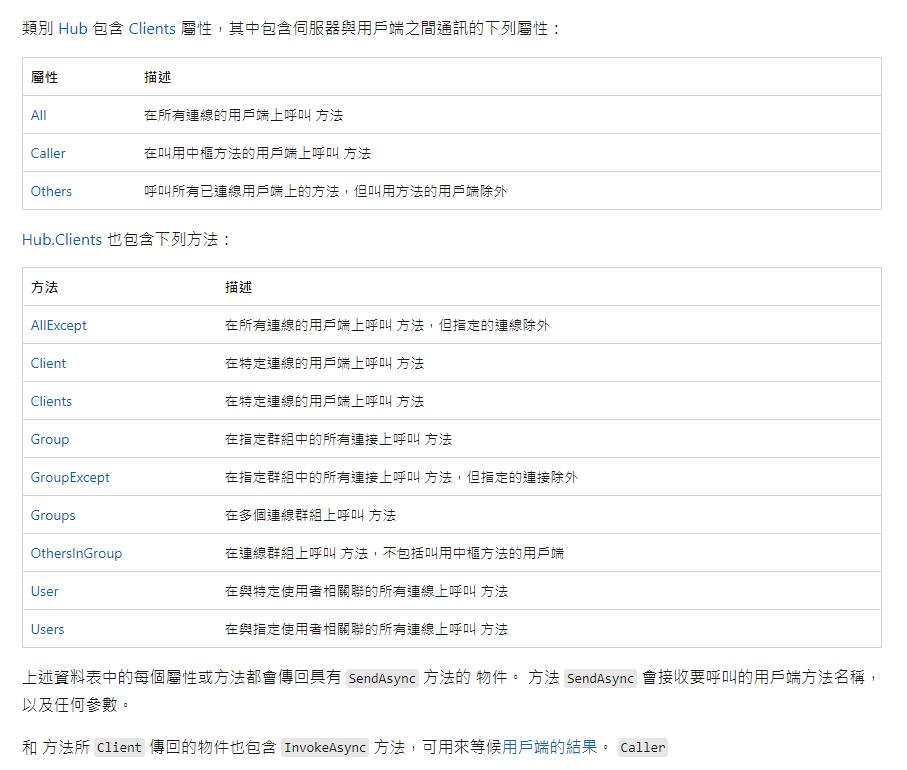 類別 Hub 包含 Clients 屬性，其中包含伺服器與用戶端之間通訊的下列屬性：
屬性 描述
All 在所有連線的用戶端上呼叫 方法
Caller 在叫用中樞方法的用戶端上呼叫 方法
Others 呼叫所有已連線用戶端上的方法，但叫用方法的用戶端除外
Hub.Clients 也包含下列方法：
方法 描述
AllExcept 在所有連線的用戶端上呼叫 方法，但指定的連線除外
Client 在特定連線的用戶端上呼叫 方法
Clients 在特定連線的用戶端上呼叫 方法
Group 在指定群組中的所有連接上呼叫 方法
GroupExcept 在指定群組中的所有連接上呼叫 方法，但指定的連接除外
Groups 在多個連線群組上呼叫 方法
OthersInGroup 在連線群組上呼叫 方法，不包括叫用中樞方法的用戶端
User 在與特定使用者相關聯的所有連線上呼叫 方法
Users 在與指定使用者相關聯的所有連線上呼叫 方法
上述資料表中的每個屬性或方法都會傳回具有 SendAsync 方法的 物件。 方法 SendAsync 會接收要呼叫的用戶端方法名稱，
以及任何參數。
和 方法所 Client 傳回的物件也包含 InvokeAsync 方法，可用來等候用戶端的結果。 Caller